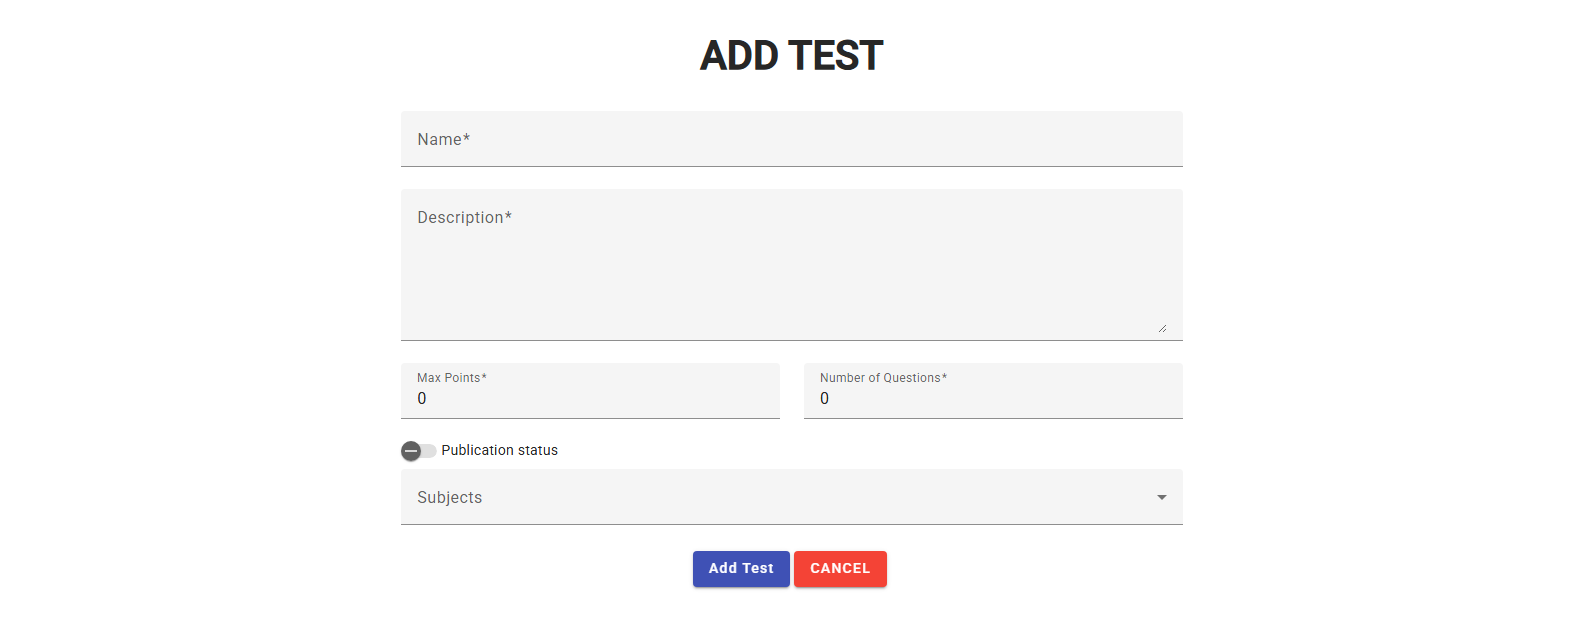 ADD TEST
Name*
Description*
Max Points* Number of Questions*
0 0
Publication status
Subjects
Add Test CANCEL